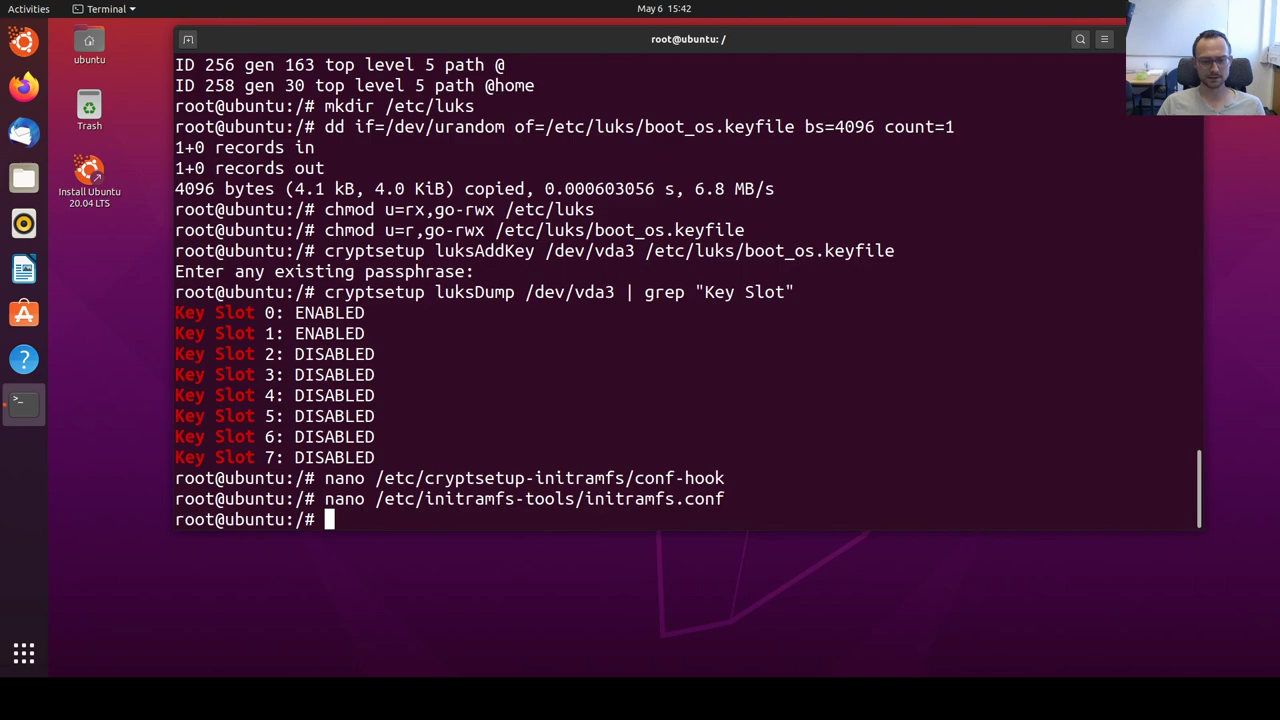 Activities
Terminal
May 6 15:42
ubuntu
Trash
Install Ubuntu
20.04 LTS
root@ubuntu: /
ID 256 gen 163 top level 5 path @
ID 258 gen 30 top level 5 path @home
root@ubuntu:/# mkdir /etc/luks
root@ubuntu:/# dd if=/dev/urandom of=/etc/luks/boot_os.keyfile bs=4096 count=1
1+0 records in
1+0 records out
4096 bytes (4.1 kB, 4.0 KiB) copied, 0.000603056 s, 6.8 MB/s
root@ubuntu:/# chmod u=rx,go-rwx /etc/luks
root@ubuntu:/# chmod u=r,go-rwx /etc/luks/boot_os.keyfile
root@ubuntu:/# cryptsetup luksAddKey /dev/vda3 /etc/luks/boot_os.keyfile
Enter any existing passphrase:
root@ubuntu:/# cryptsetup luksDump /dev/vda3 | grep "Key Slot"
Key Slot 0: ENABLED
Key Slot 1: ENABLED
Key Slot 2: DISABLED
Key Slot 3: DISABLED
Key Slot 4: DISABLED
Key Slot 5: DISABLED
Key Slot 6: DISABLED
Key Slot 7: DISABLED
root@ubuntu:/# nano /etc/cryptsetup-initramfs/conf-hook
root@ubuntu:/# nano /etc/initramfs-tools/initramfs.conf
root@ubuntu:/#